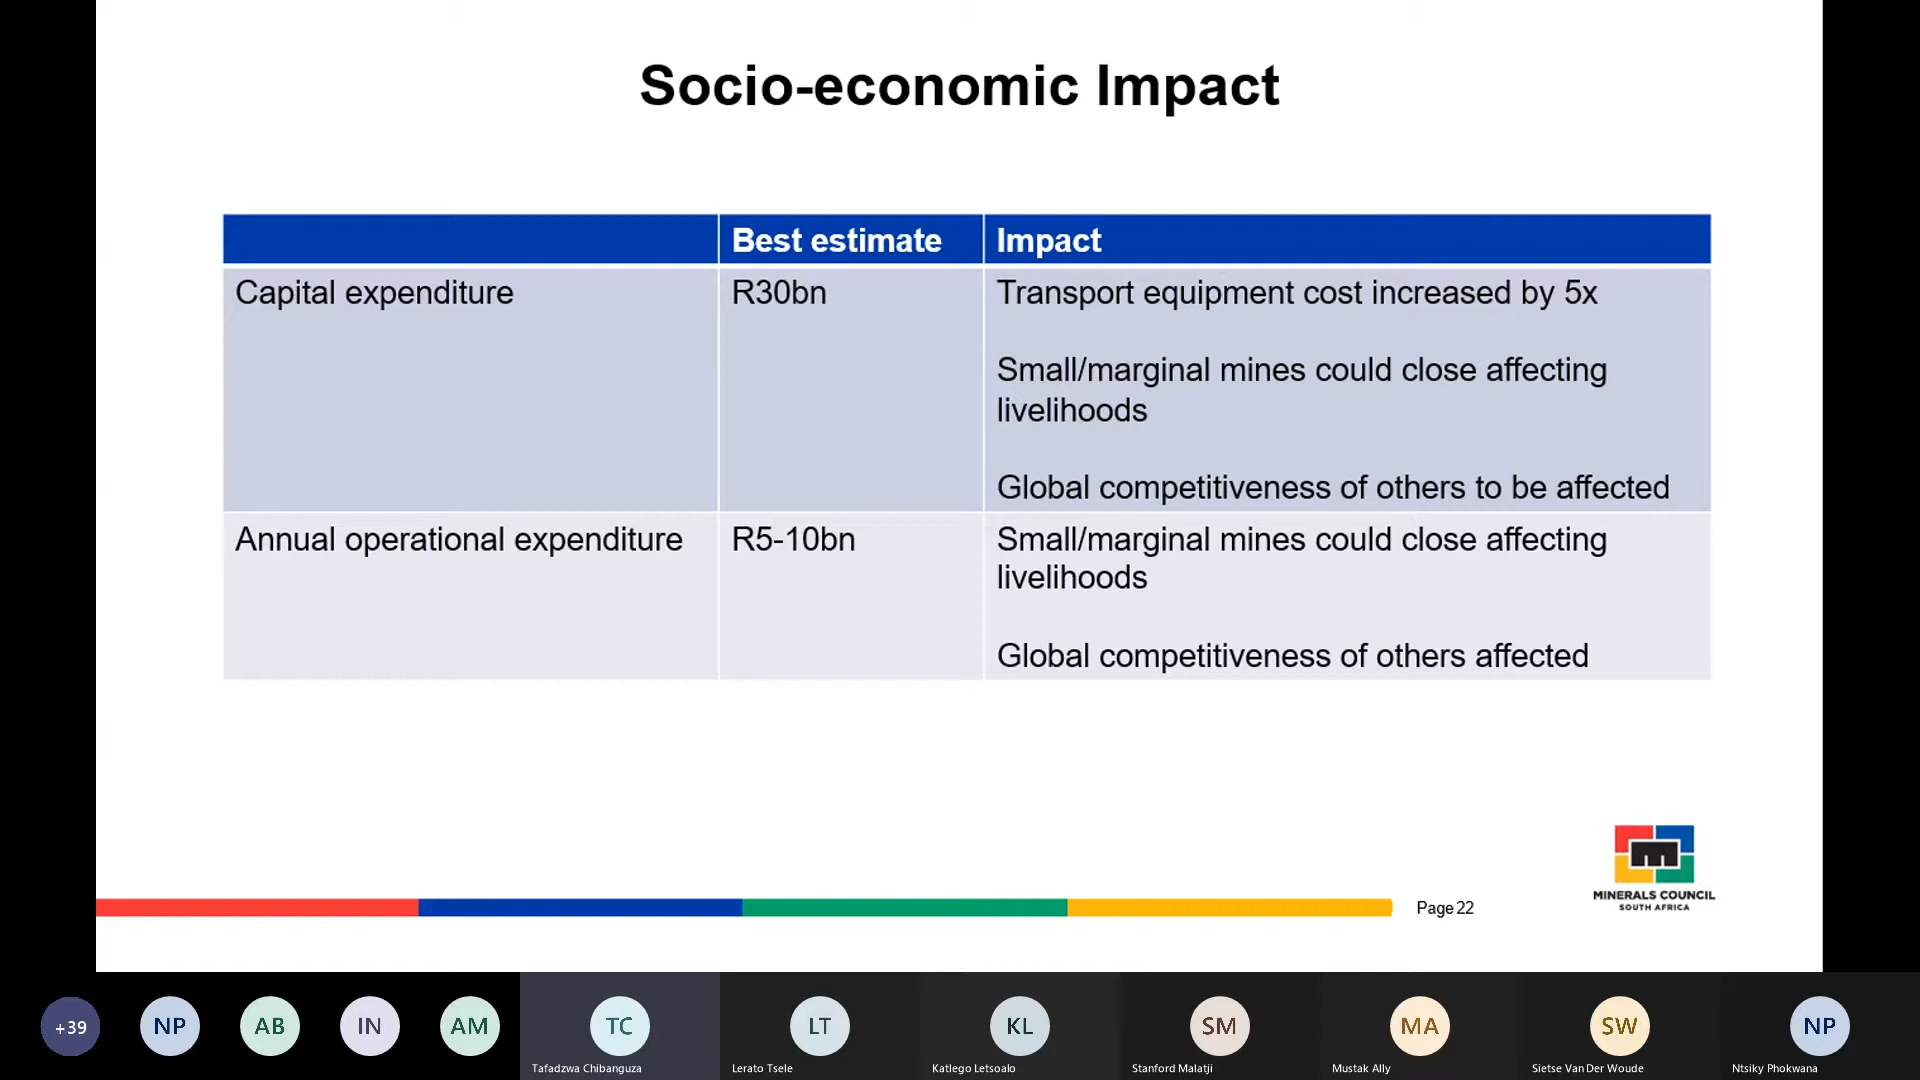 Socio-economic Impact
Best estimate
Impact
Capital expenditure
R30bn
Transport equipment cost increased by 5x
Small/marginal mines could close affecting
livelihoods
Global competitiveness of others to be affected
Annual operational expenditure
R5-10bn
Small/marginal mines could close affecting
livelihoods
Global competitiveness of others affected
m
MINERALS COUNCIL
SOUTH AFRICA
Page 22
+39
NP
AB
IN
AM
TC
LT
KL
SM
MA
SW
NP
Tafadzwa Chibanguza
Lerato Tsele
Katlego Letsoalo
Stanford Malatji
Mustak Ally
Sietse Van Der Woude
Ntsiky Phokwana